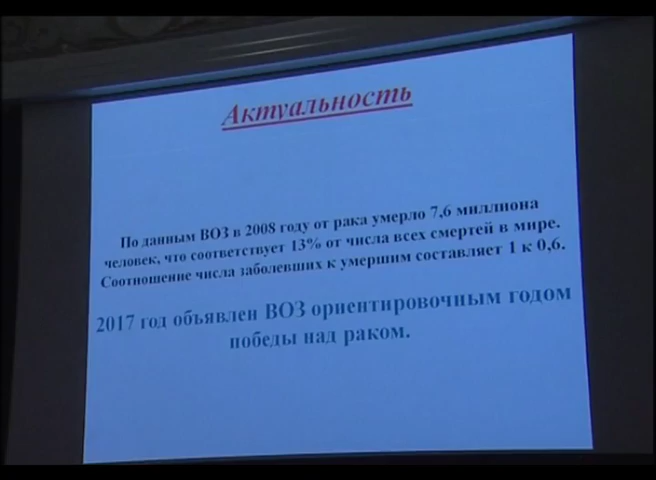 Актуальность
По данным ВОЗ в 2008 году от рака умерло 7,6 миллиона
человек, что соответствует 13% от числа всех смертей в мире.
Соотношение числа заболевших к умершим составляет 1 к 0,6.
2017 год объявлен ВОЗ ориентировочным годом
победы над раком.